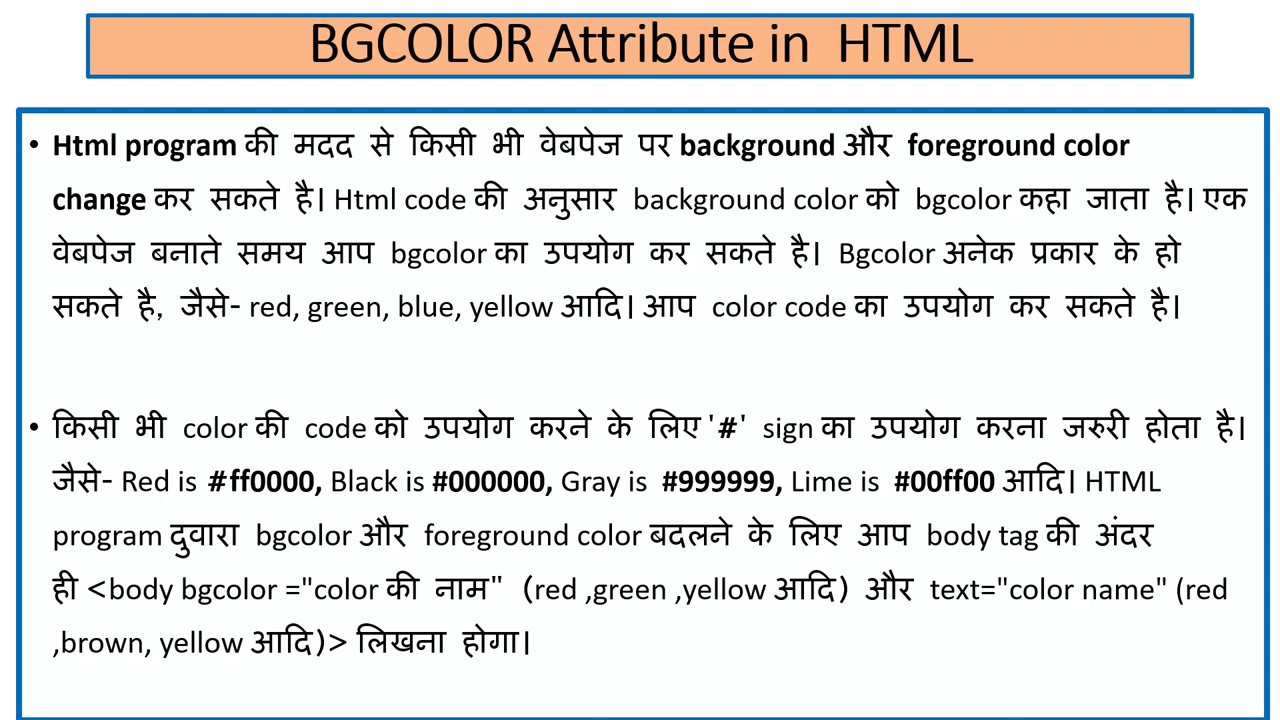 BGCOLOR Attribute in HTML
• Html program की मदद से किसी भी वेबपेज पर background और foreground color
change कर सकते है। Html code की अनुसार background color को bgcolor कहा जाता है। एक
वेबपेज बनाते समय आप bgcolor का उपयोग कर सकते है। Bgcolor अनेक प्रकार के हो
सकते है, जैसे- red, green, blue, yellow आदि। आप color code का उपयोग कर सकते है।
• किसी भी color की code को उपयोग करने के लिए '#' sign का उपयोग करना जरुरी होता है।
जैसे- Red is #ff0000, Black is #000000, Gray is #999999, Lime is #00ff00 आदि। HTML
program दुवारा bgcolor और foreground color बदलने के लिए आप body tag की अंदर
ही <body bgcolor ="color की नाम" (red ,green ,yellow आदि) और text="color name" (red
,brown, yellow आदि)> लिखना होगा।